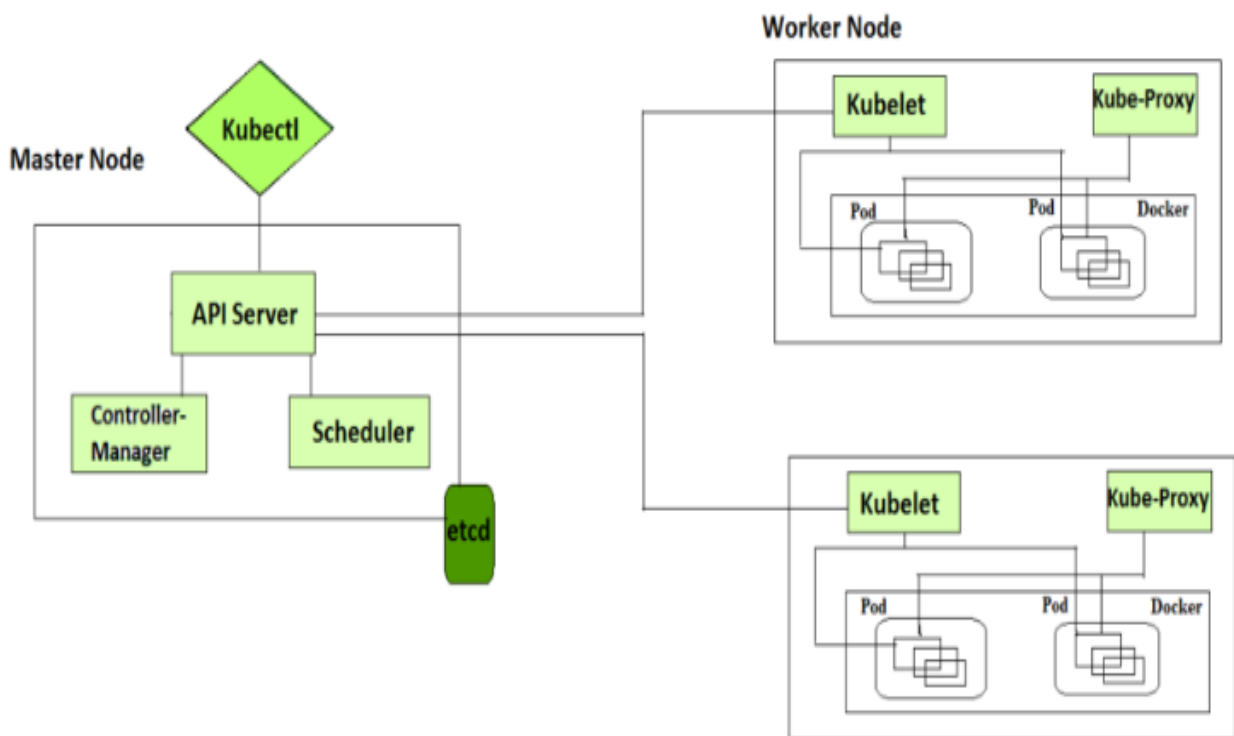 Worker Node
Kubelet
Kube-Proxy
Kubectl
Master Node
Pod
Pod
Docker
API Server
Controller-
Manager
Scheduler
etcd
Kubelet
Kube-Proxy
Pod
Pod
Docker